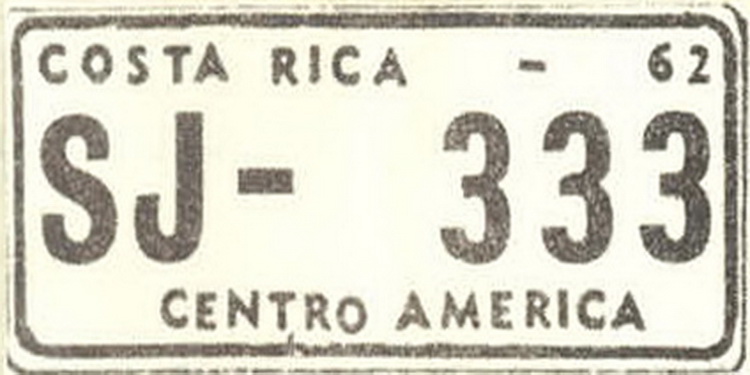 COSTA RICA - 62
SJ- 333
CENTRO AMERICA